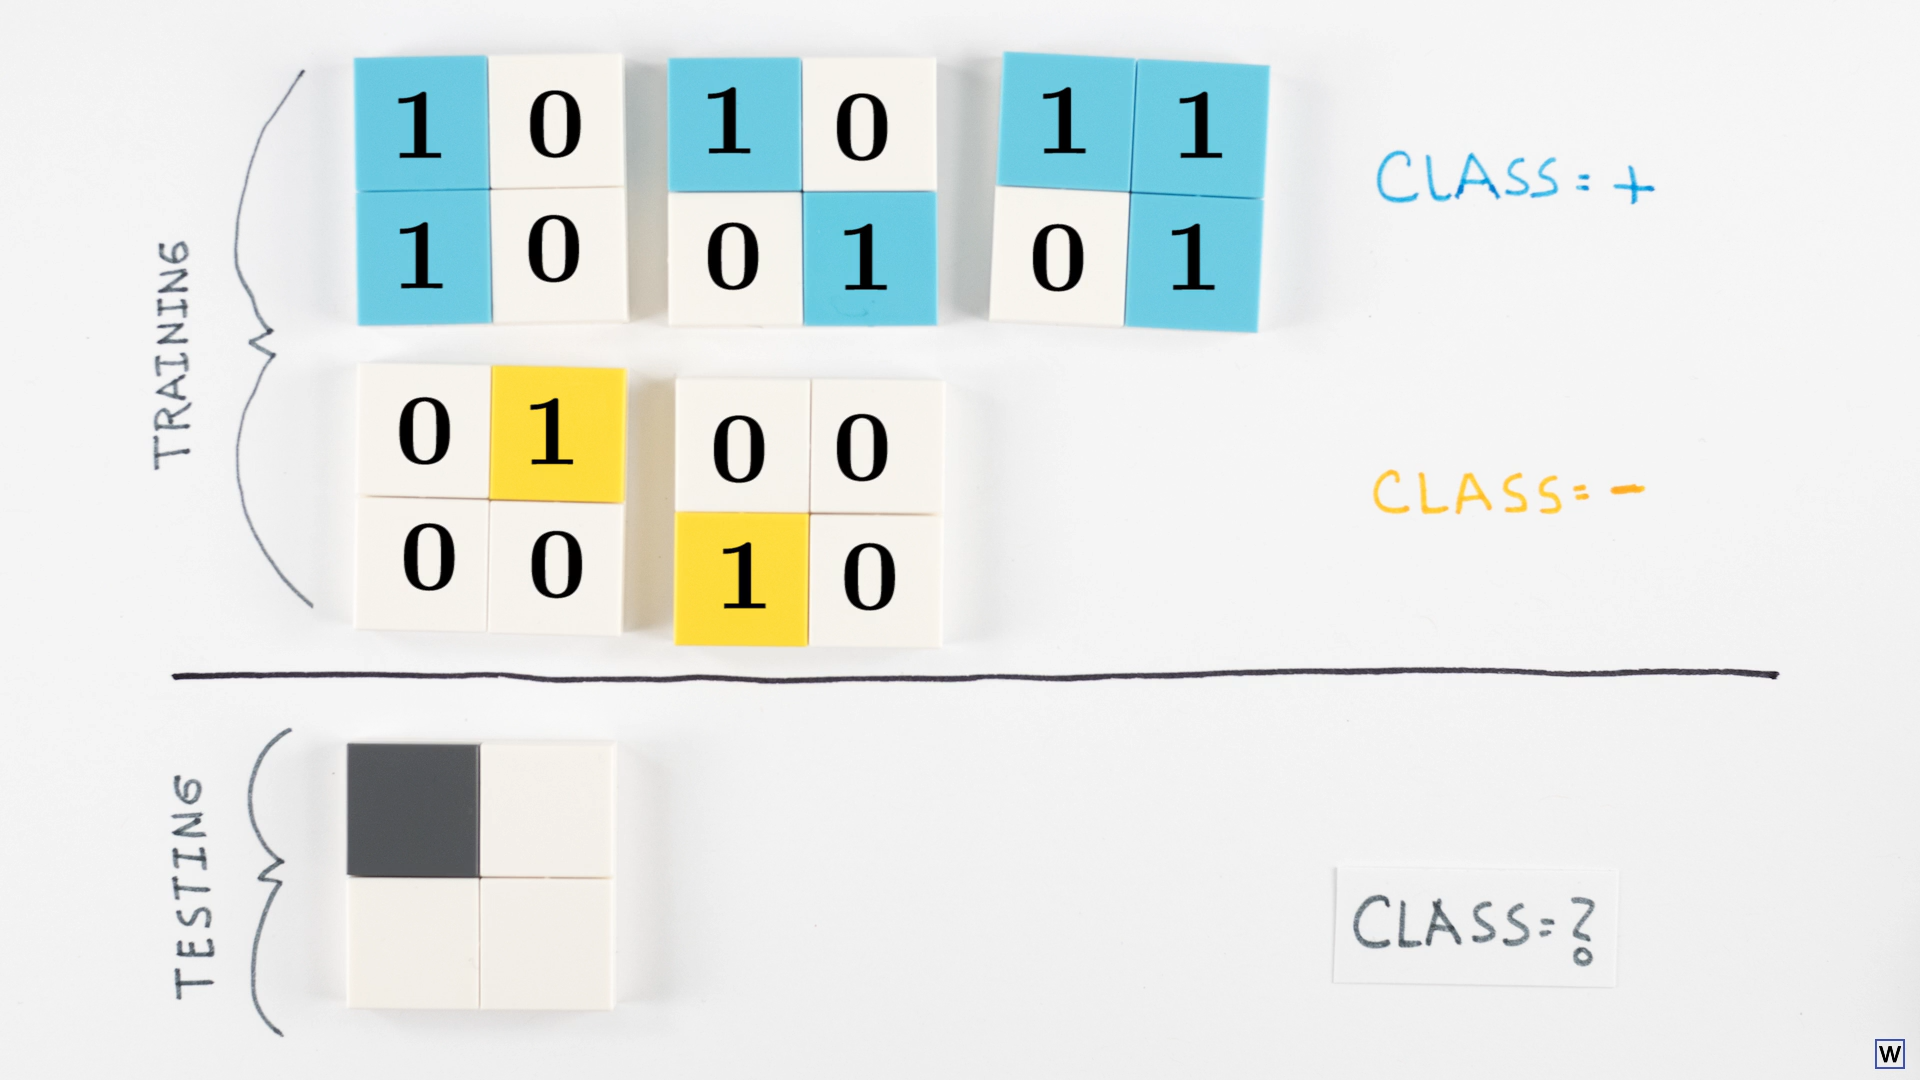 TRAINING
1 0 1 0 1 1
1 0 0 1 0 1
CLASS = +
0 1 0 0
0 0 1 0
CLASS = -
TESTING
CLASS = ?
W